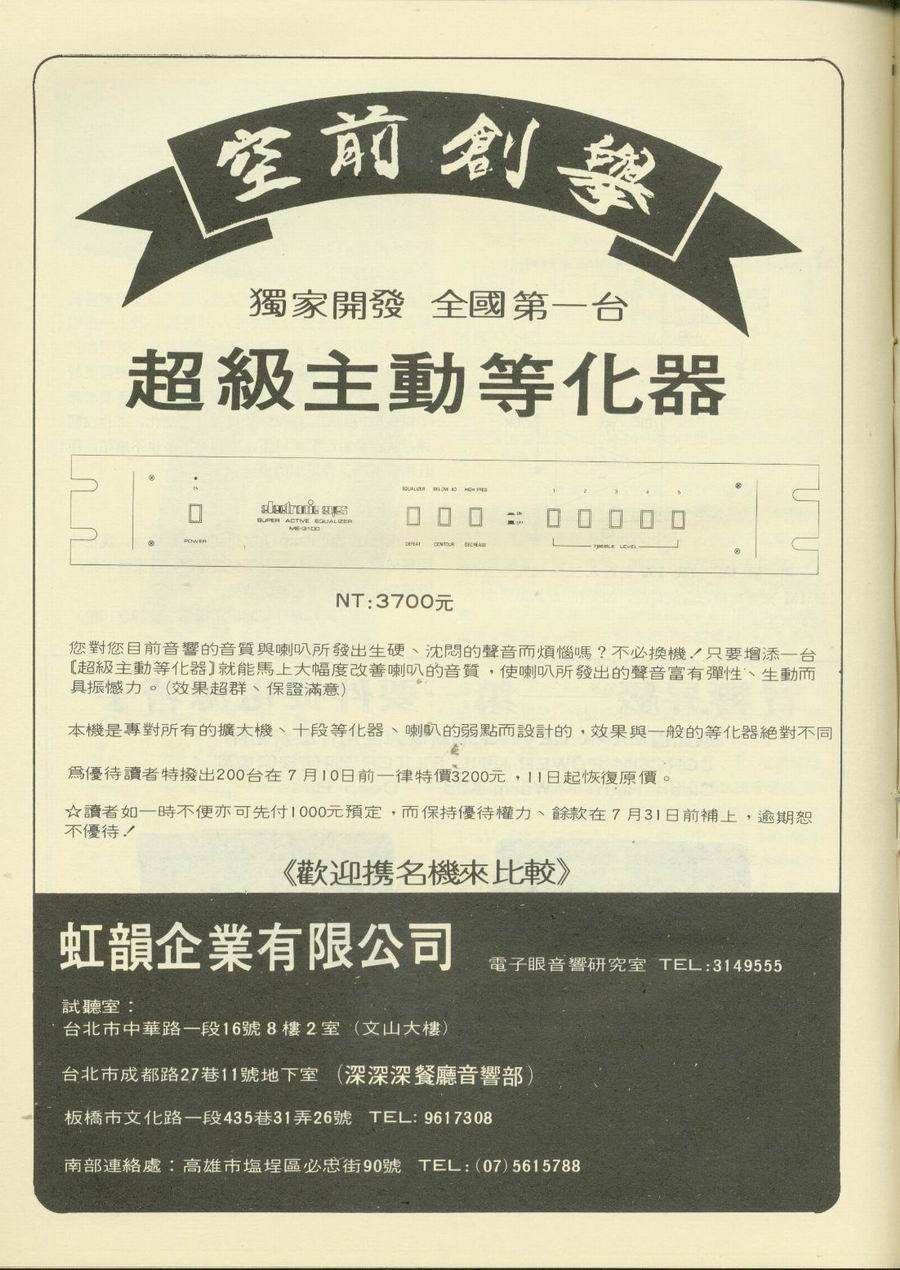 空前創舉
獨家開發 全國第一台
超級主動等化器
ON
POWER
electronic eyes
SUPER ACTIVE EQUALIZER
ME-3100
EQUALIZER BELOW 40 HIGH FREQ
DEFEAT CONTOUR DECREASE
ON
OFF
1 2 3 4 5
TREBLE LEVEL
NT:3700元
您對您目前音響的音質與喇叭所發出生硬、沈悶的聲音而煩惱嗎？不必換機！只要增添一台
〔超級主動等化器〕就能馬上大幅度改善喇叭的音質，使喇叭所發出的聲音富有彈性、生動而
具振憾力。(效果超群、保證滿意)
本機是專對所有的擴大機、十段等化器、喇叭的弱點而設計的，效果與一般的等化器絕對不同
爲優待讀者特撥出200台在7月10日前一律特價3200元，11日起恢復原價。
☆讀者如一時不便亦可先付1000元預定，而保持優待權力、餘款在7月31日前補上，逾期恕
不優待！
《歡迎携名機來比較》
虹韻企業有限公司
電子眼音響研究室 TEL:3149555
試聽室：
台北市中華路一段16號8樓2室（文山大樓）
台北市成都路27巷11號地下室（深深深餐廳音響部）
板橋市文化路一段435巷31弄26號 TEL: 9617308
南部連絡處：高雄市塩埕區必忠街90號 TEL:(07)5615788